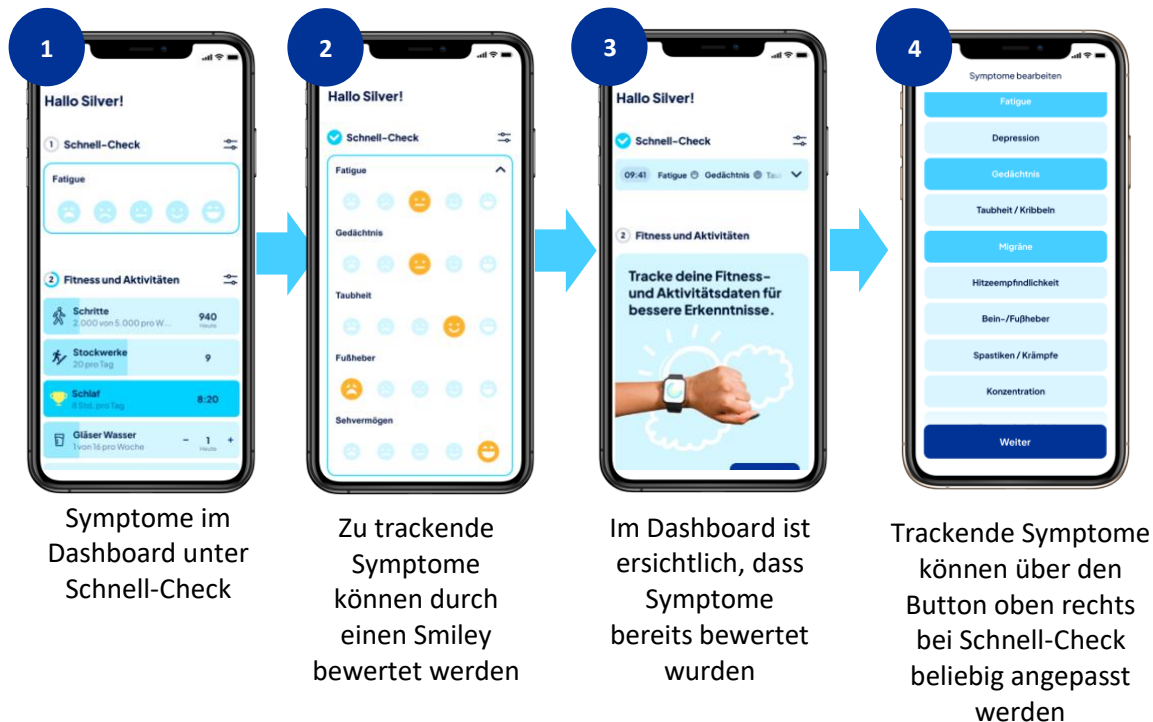 1
Hallo Silver!
1 Schnell-Check
Fatigue
2 Fitness und Aktivitäten
Schritte
2.000 von 5.000 pro W...
940
Heute
Stockwerke
20 pro Tag
9
Schlaf
8 Std. pro Tag
8:20
Gläser Wasser
1 von 16 pro Woche
- 1 +
Heute
Symptome im
Dashboard unter
Schnell-Check
2
Hallo Silver!
Schnell-Check
Fatigue
Gedächtnis
Taubheit
Fußheber
Sehvermögen
Zu trackende
Symptome
können durch
einen Smiley
bewertet werden
3
Hallo Silver!
Schnell-Check
09:41 Fatigue Gedächtnis Tau
2 Fitness und Aktivitäten
Tracke deine Fitness-
und Aktivitätsdaten für
bessere Erkenntnisse.
Im Dashboard ist
ersichtlich, dass
Symptome
bereits bewertet
wurden
4
Symptome bearbeiten
Fatigue
Depression
Gedächtnis
Taubheit / Kribbeln
Migräne
Hitzeempfindlichkeit
Bein-/Fußheber
Spastiken / Krämpfe
Konzentration
Weiter
Trackende Symptome
können über den
Button oben rechts
bei Schnell-Check
beliebig angepasst
werden